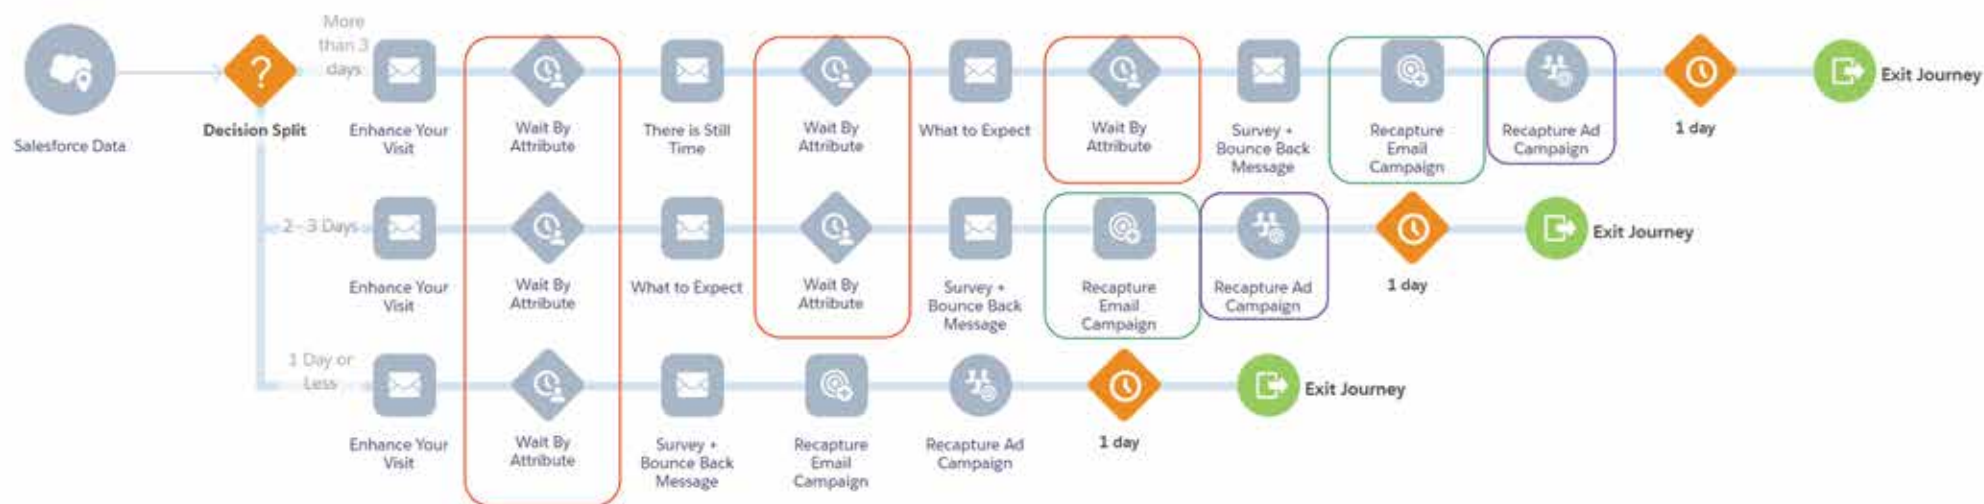 More
than 3
days
Salesforce Data
Decision Split
Enhance Your
Visit
Wait By
Attribute
There is Still
Time
Wait By
Attribute
What to Expect
Wait By
Attribute
Survey +
Bounce Back
Message
Recapture
Email
Campaign
Recapture Ad
Campaign
1 day
Exit Journey
2 - 3 Days
Enhance Your
Visit
Wait By
Attribute
What to Expect
Wait By
Attribute
Survey +
Bounce Back
Message
Recapture
Email
Campaign
Recapture Ad
Campaign
1 day
Exit Journey
1 Day or
Less
Enhance Your
Visit
Wait By
Attribute
Survey +
Bounce Back
Message
Recapture
Email
Campaign
Recapture Ad
Campaign
1 day
Exit Journey